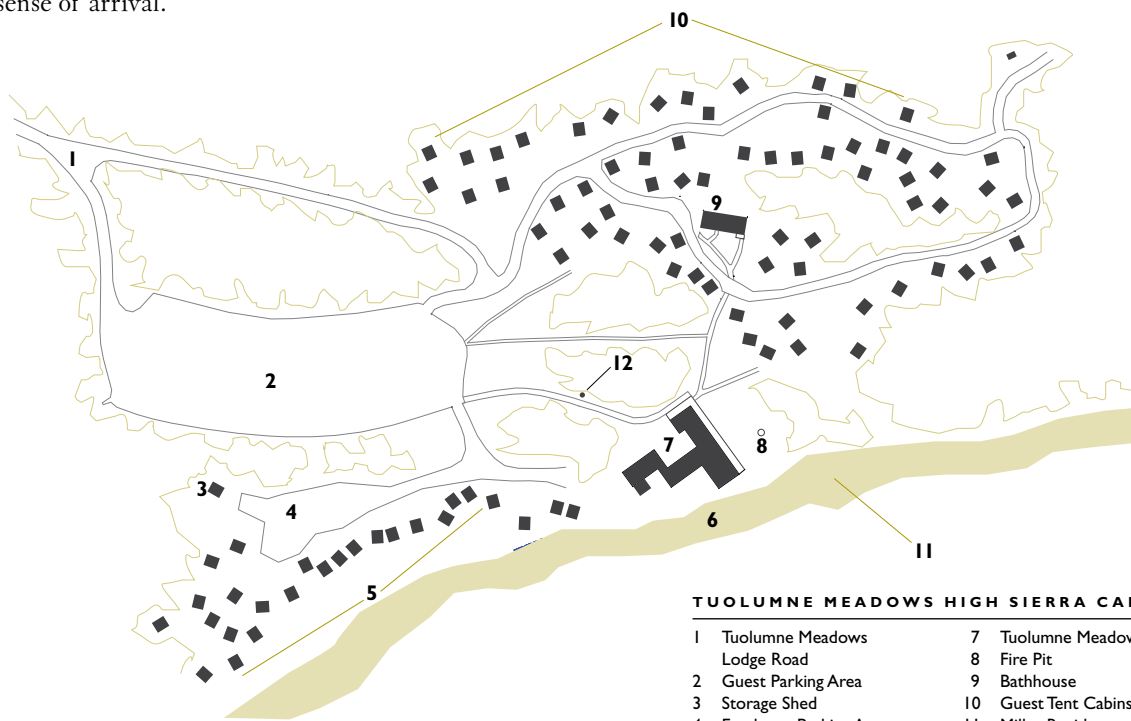 sense of arrival.
10
1
9
2
12
7
8
3
4
6
11
5
TUOLUMNE MEADOWS HIGH SIERRA
1 Tuolumne Meadows
Lodge Road
2 Guest Parking Area
3 Storage Shed
7 Tuolumne
8 Fire Pit
9 Bathhouse
10 Guest Tent Cabins